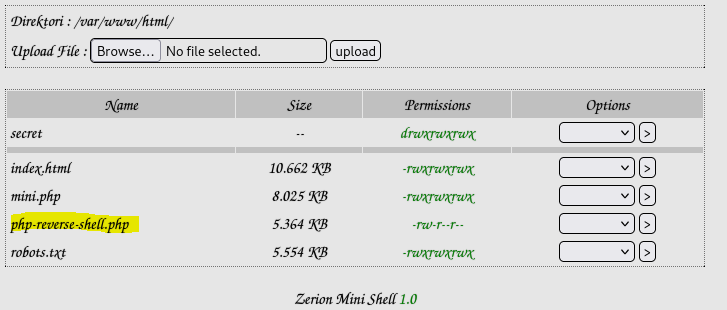 Direktori : /var/www/html/
Upload File : Browse... No file selected. upload
Name Size Permissions Options
secret -- drwxrwxrwx >
index.html 10.662 KB -rwxrwxrwx >
mini.php 8.025 KB -rwxrwxrwx >
php-reverse-shell.php 5.364 KB -rw-r--r-- >
robots.txt 5.554 KB -rwxrwxrwx >
Zerion Mini Shell 1.0